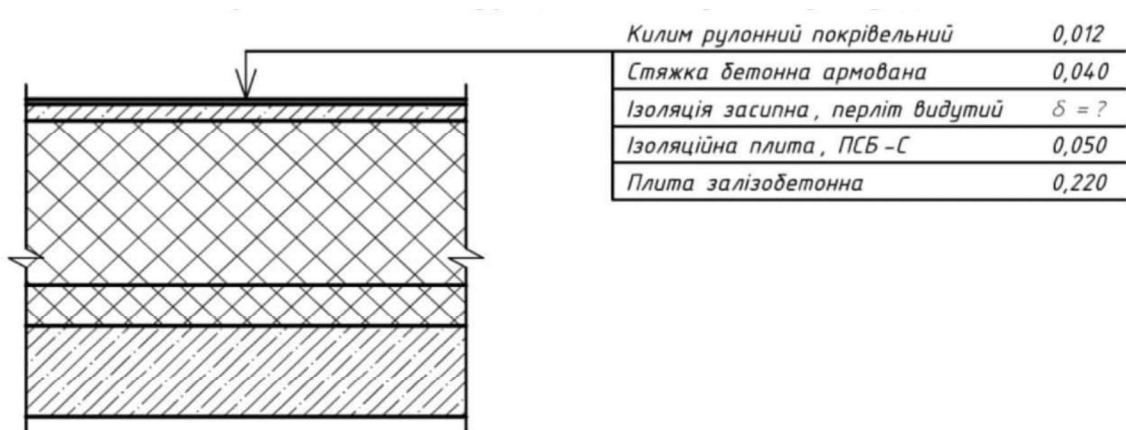 Килим рулонний покрівельний 0,012
Стяжка бетонна армована 0,040
Ізоляція засипна, перліт видутий δ = ?
Ізоляційна плита, ПСБ-С 0,050
Плита залізобетонна 0,220